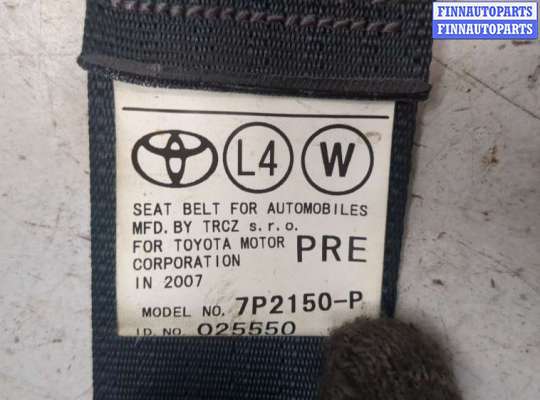 FINNAUTOPARTS
FINNAUTOPARTS
L4 W
SEAT BELT FOR AUTOMOBILES
MFD. BY TRCZ s.r.o.
FOR TOYOTA MOTOR
CORPORATION PRE
IN 2007
MODEL NO. 7P2150-P
ID NO. 025550